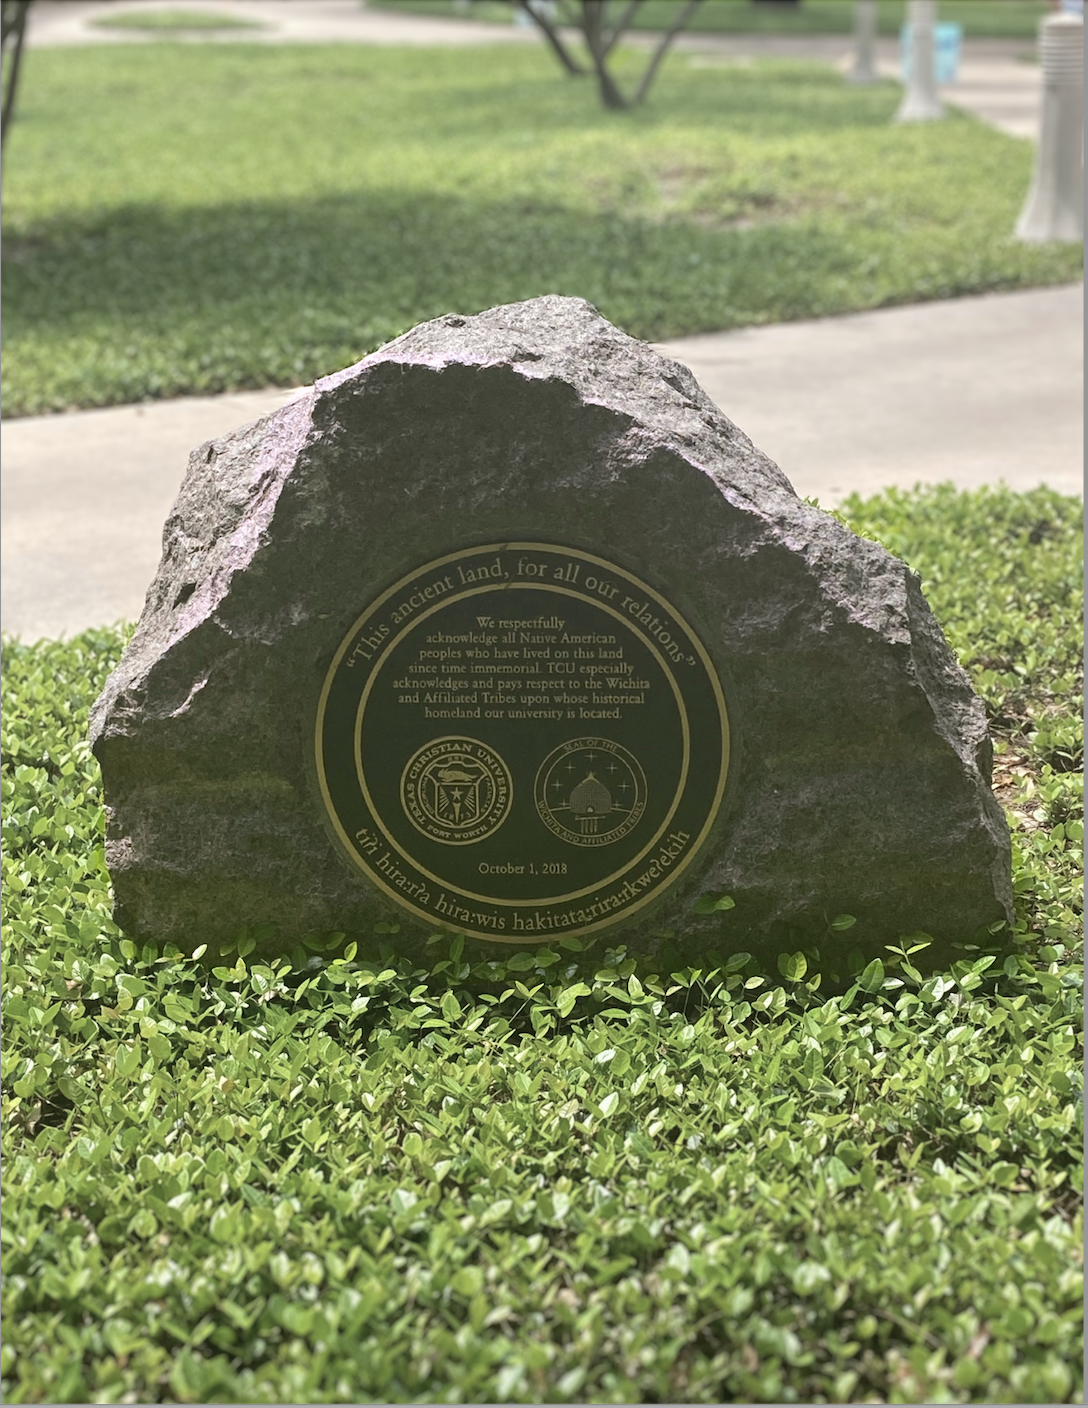 “This ancient land, for all our relations”
We respectfully
acknowledge all Native American
peoples who have lived on this land
since time immemorial. TCU especially
acknowledges and pays respect to the Wichita
and Affiliated Tribes upon whose historical
homeland our university is located.
TEXAS CHRISTIAN UNIVERSITY
1873
FORT WORTH
SEAL OF THE
WICHITA AND AFFILIATED TRIBES
October 1, 2018
tiʔi hira:rʔa hira:wis hakitata:rira:rkweʔekih